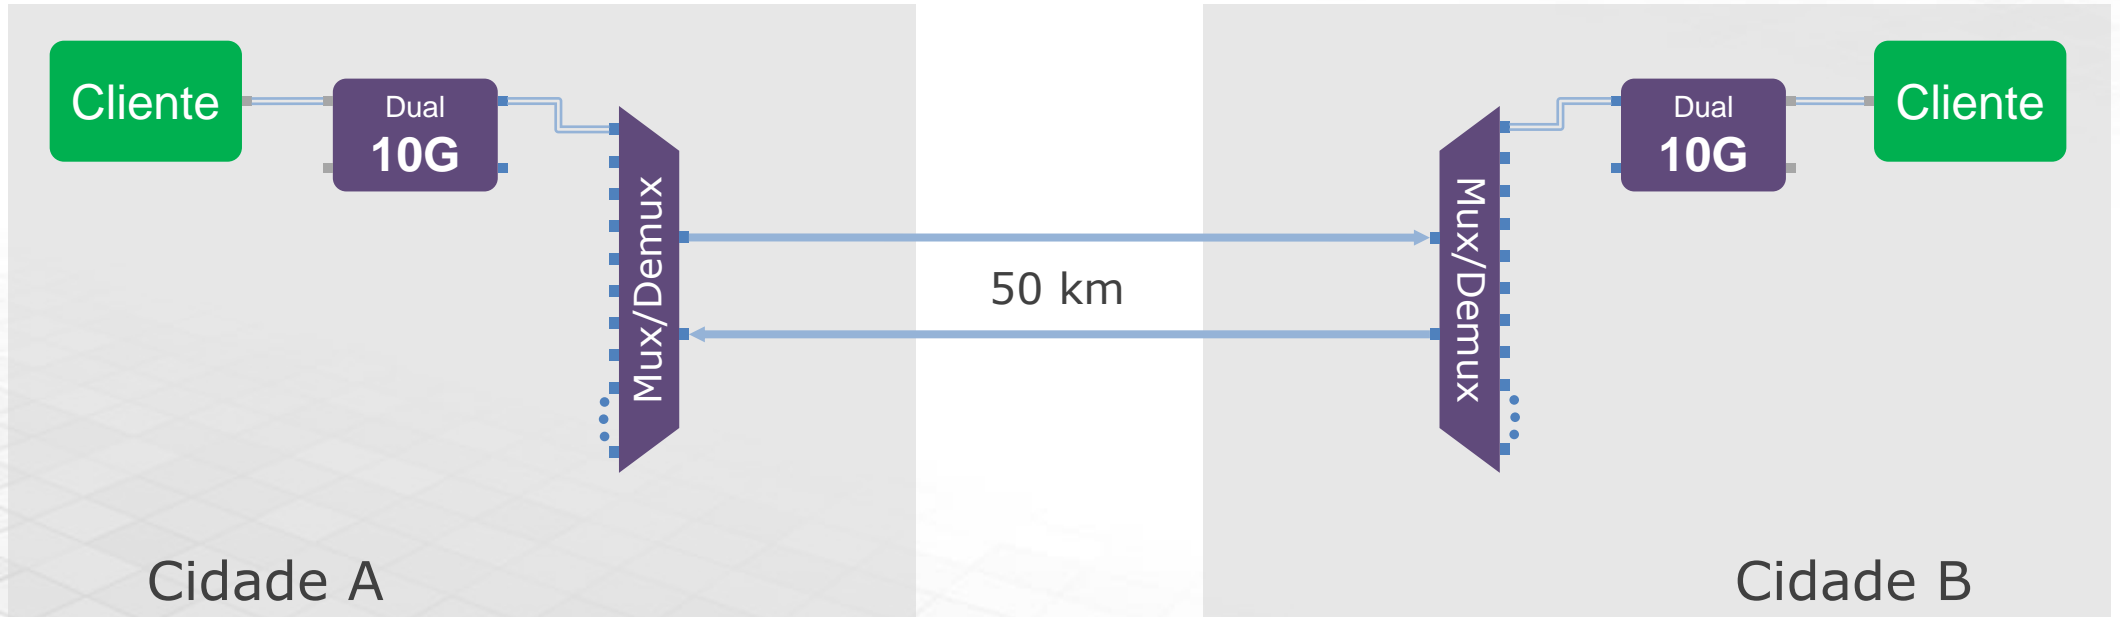 Cliente
Dual
10G
Mux/Demux
50 km
Mux/Demux
Dual
10G
Cliente
Cidade A
Cidade B